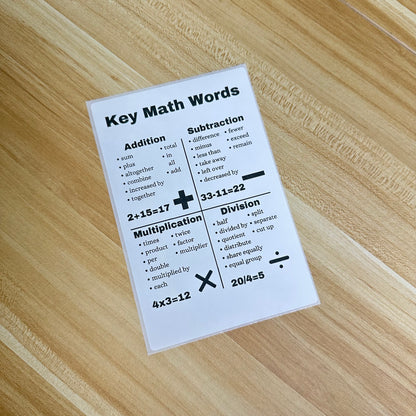 Key Math Words
Addition
• sum
• plus
• altogether
• combine
• increased by
• together
• total
• in
all
• add
2+15=17 +
Subtraction
• difference
• minus
• less than
• take away
• left over
• decreased by
• fewer
• exceed
• remain
33-11=22 −
Multiplication
• times
• product
• per
• double
• multiplied by
• each
• twice
• factor
• multiplier
4x3=12 ×
Division
• half
• divided by
• quotient
• distribute
• share equally
• equal group
• split
• separate
• cut up
20/4=5 ÷